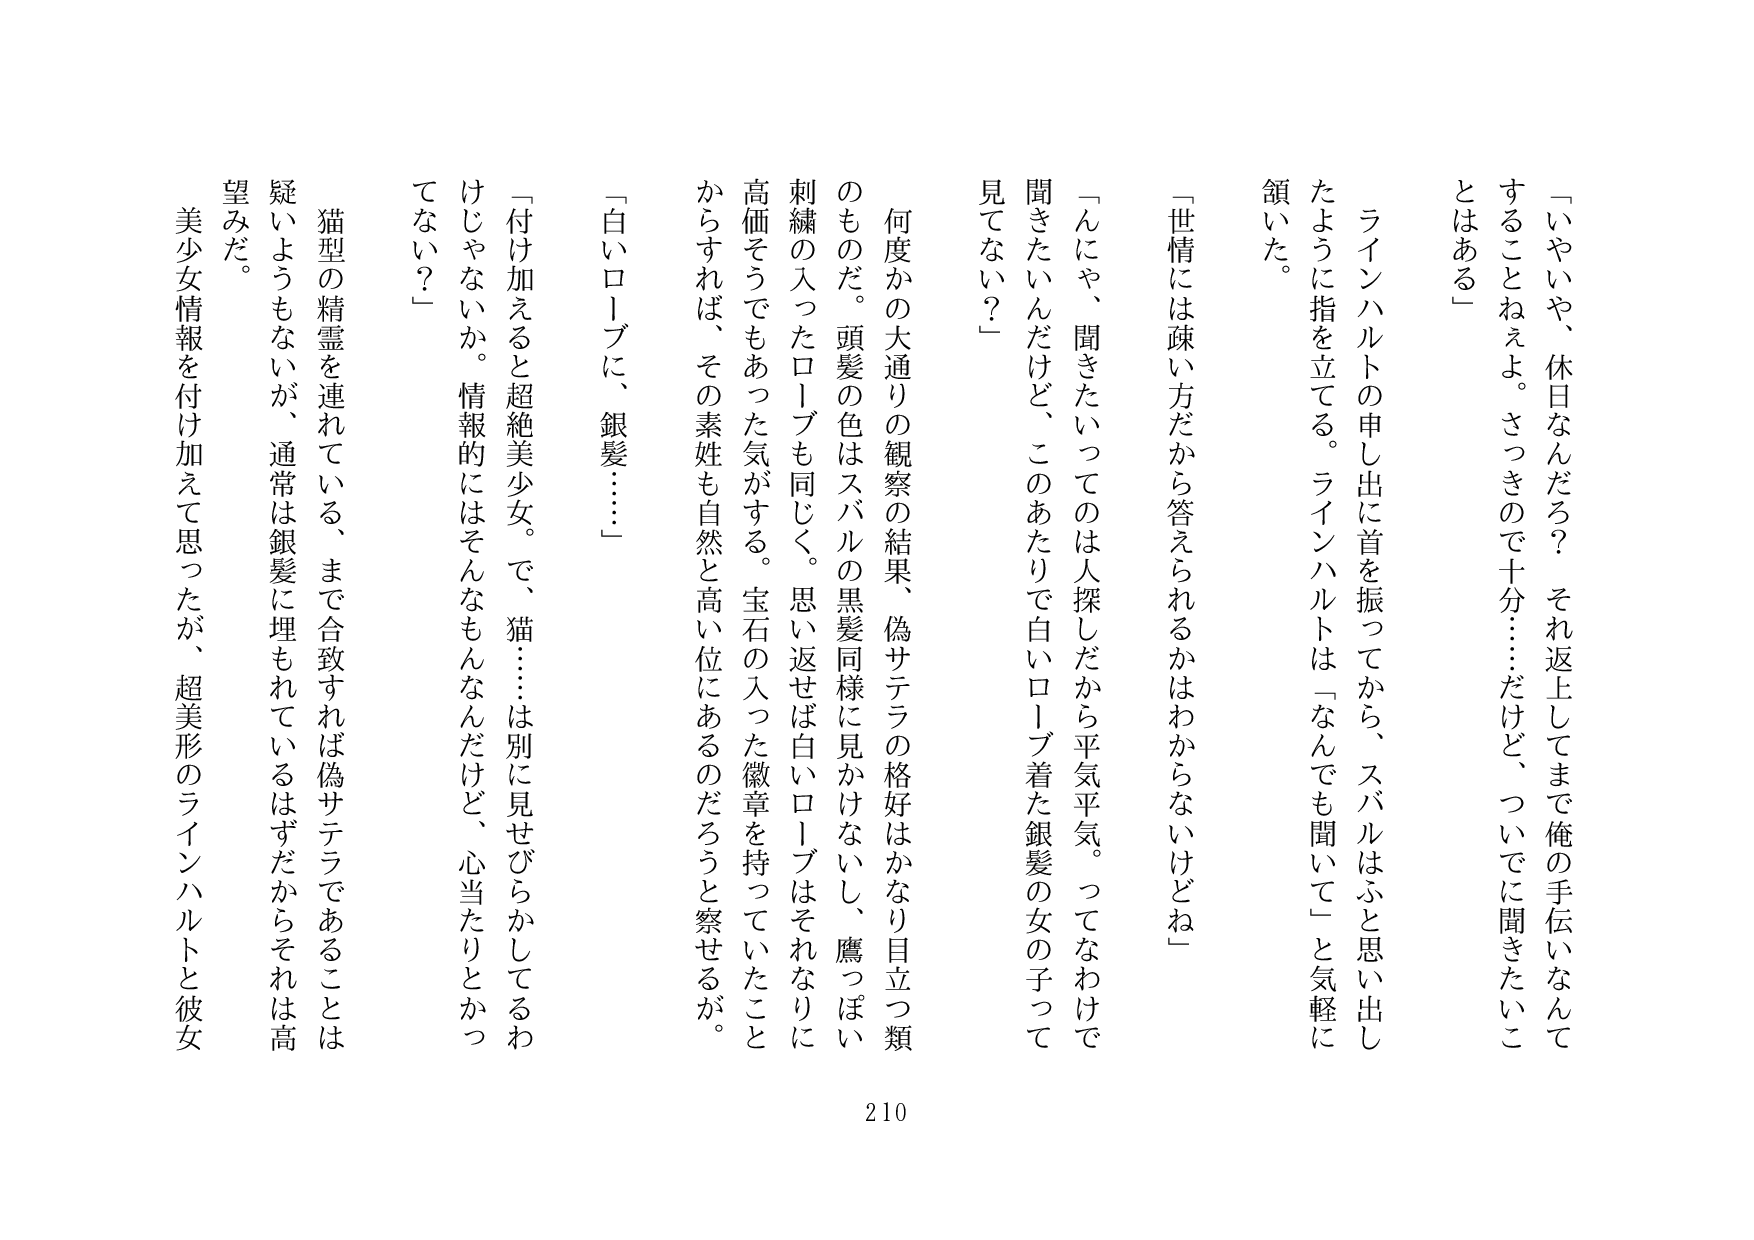 「いやいや、休日なんだろ？　それ返上してまで俺の手伝いなんて
することねぇよ。さっきので十分……だけど、ついでに聞きたいこ
とはある」
　ラインハルトの申し出に首を振ってから、スバルはふと思い出し
たように指を立てる。ラインハルトは「なんでも聞いて」と気軽に
頷いた。
「世情には疎い方だから答えられるかはわからないけどね」
「んにゃ、聞きたいってのは人探しだから平気平気。ってなわけで
聞きたいんだけど、このあたりで白いローブ着た銀髪の女の子って
見てない？」
　何度かの大通りの観察の結果、偽サテラの格好はかなり目立つ類
のものだ。頭髪の色はスバルの黒髪同様に見かけないし、鷹っぽい
刺繍の入ったローブも同じく。思い返せば白いローブはそれなりに
高価そうでもあった気がする。宝石の入った徽章を持っていたこと
からすれば、その素姓も自然と高い位にあるのだろうと察せるが。
「白いローブに、銀髪……」
「付け加えると超絶美少女。で、猫……は別に見せびらかしてるわ
けじゃないか。情報的にはそんなもんなんだけど、心当たりとかっ
てない？」
　猫型の精霊を連れている、まで合致すれば偽サテラであることは
疑いようもないが、通常は銀髪に埋もれているはずだからそれは高
望みだ。
　美少女情報を付け加えて思ったが、超美形のラインハルトと彼女
210